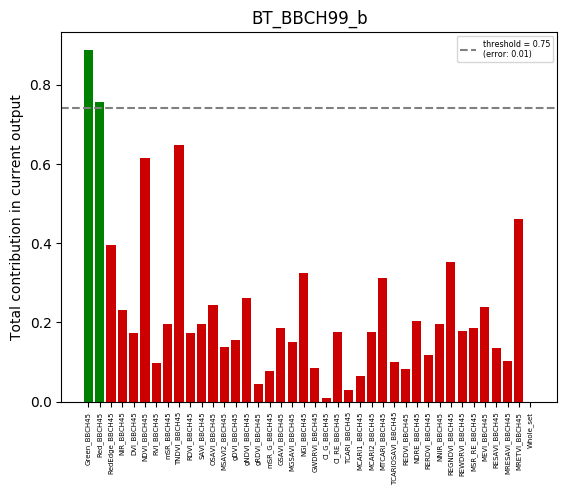 BT_BBCH99_b
threshold = 0.75
(error: 0.01)
Total contribution in current output
0.8
0.6
0.4
0.2
0.0
Green_BBCH45
Red_BBCH45
RedEdge_BBCH45
NIR_BBCH45
DVI_BBCH45
NDVI_BBCH45
RVI_BBCH45
mSR_BBCH45
TNDVI_BBCH45
RDVI_BBCH45
SAVI_BBCH45
OSAVI_BBCH45
MSAVI2_BBCH45
gDVI_BBCH45
gNDVI_BBCH45
gRDVI_BBCH45
mSR_G_BBCH45
GSAVI_BBCH45
MGSAVI_BBCH45
NGI_BBCH45
GWDRVI_BBCH45
CI_G_BBCH45
CI_RE_BBCH45
TCARI_BBCH45
MCARI1_BBCH45
MCARI2_BBCH45
MTCARI_BBCH45
TCARIOSAVI_BBCH45
REDVI_BBCH45
NDRE_BBCH45
RERDVI_BBCH45
NNIR_BBCH45
REGNDVI_BBCH45
REWDRVI_BBCH45
MSR_RE_BBCH45
MEVI_BBCH45
RESAVI_BBCH45
MRESAVI_BBCH45
MRETVI_BBCH45
Whole_set